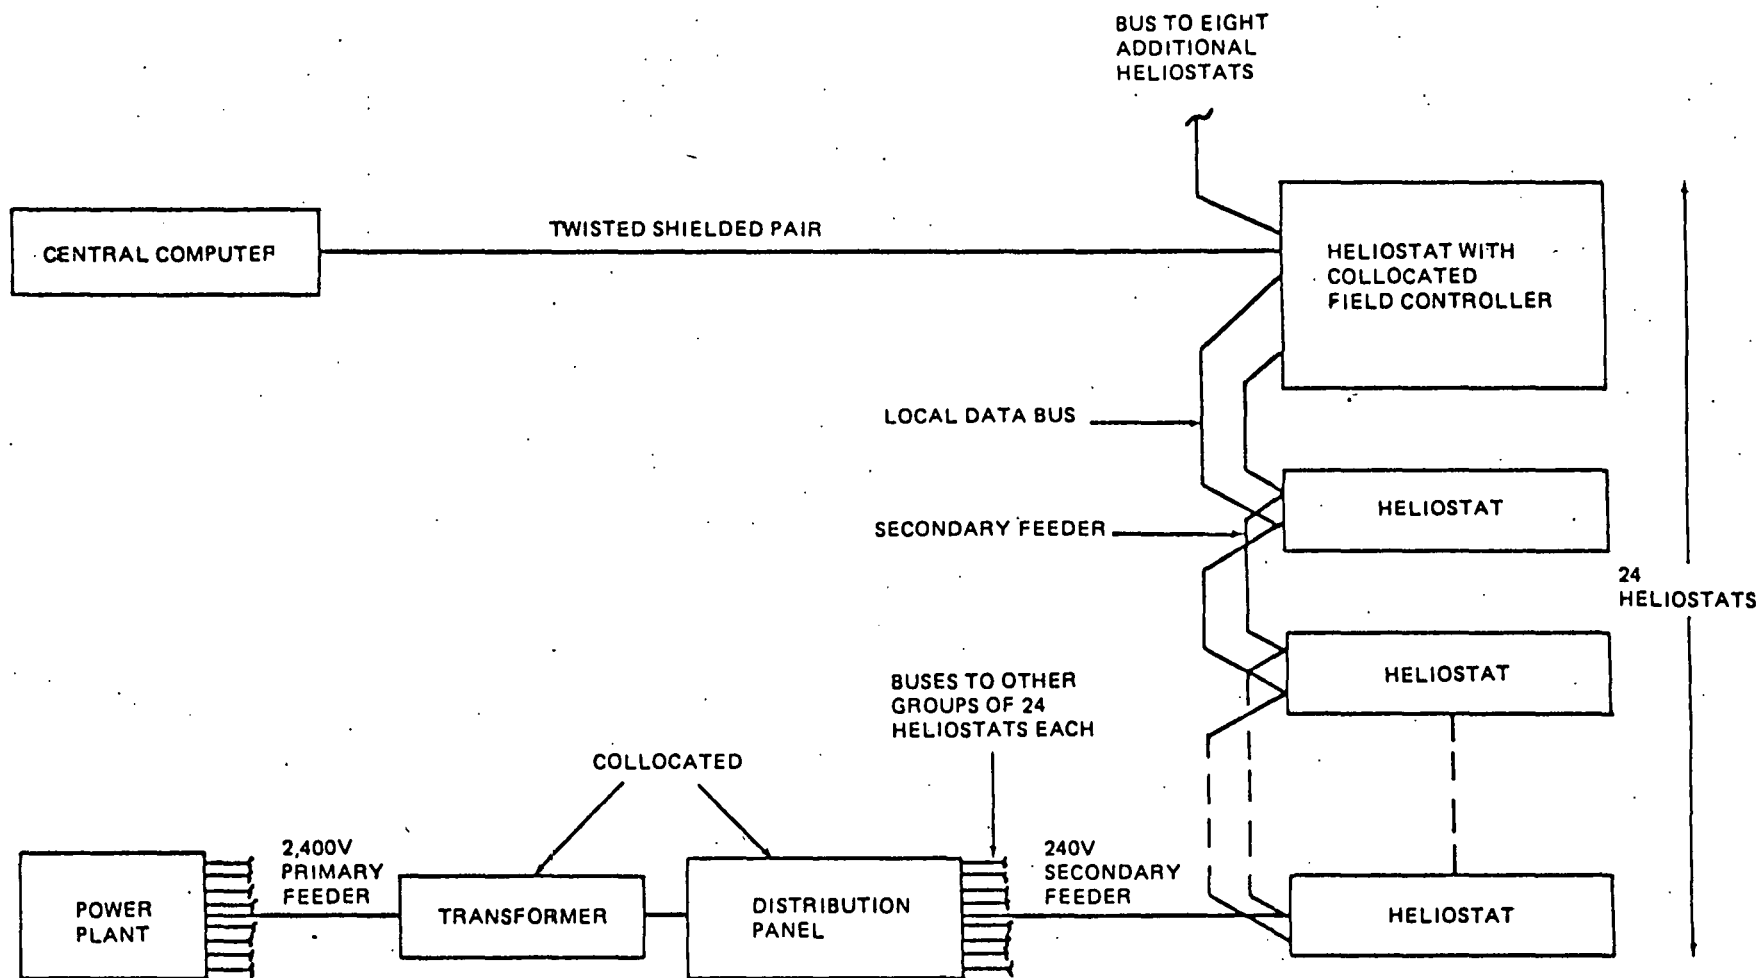 BUS TO EIGHT
ADDITIONAL
HELIOSTATS
CENTRAL COMPUTER
TWISTED SHIELDED PAIR
HELIOSTAT WITH
COLLOCATED
FIELD CONTROLLER
LOCAL DATA BUS
HELIOSTAT
SECONDARY FEEDER
24
HELIOSTATS
HELIOSTAT
BUSES TO OTHER
GROUPS OF 24
HELIOSTATS EACH
COLLOCATED
2,400V
PRIMARY
FEEDER
240V
SECONDARY
FEEDER
POWER
PLANT
TRANSFORMER
DISTRIBUTION
PANEL
HELIOSTAT